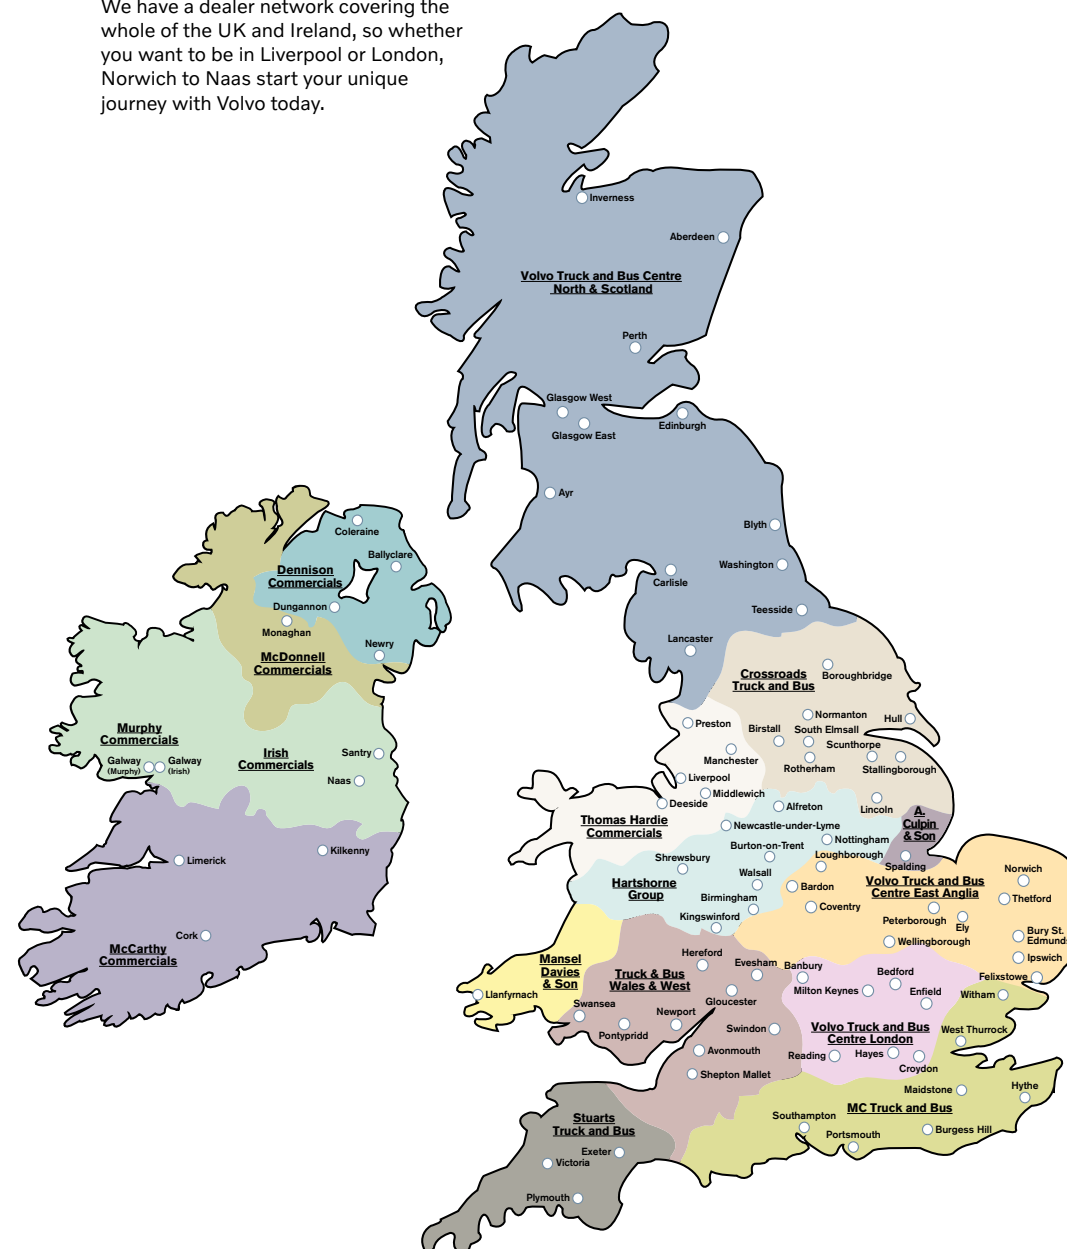 We have a dealer network covering the
whole of the UK and Ireland, so whether
you want to be in Liverpool or London,
Norwich to Naas start your unique
journey with Volvo today.
Inverness
Aberdeen
Volvo Truck and Bus Centre
North & Scotland
Perth
Glasgow West
Glasgow East
Edinburgh
Ayr
Blyth
Washington
Carlisle
Teesside
Lancaster
Coleraine
Ballyclare
Dennison
Commercials
Dungannon
Monaghan
Newry
McDonnell
Commercials
Murphy
Commercials
Galway
(Murphy)
Galway
(Irish)
Irish
Commercials
Santry
Naas
Limerick
Kilkenny
Cork
McCarthy
Commercials
Crossroads
Truck and Bus
Boroughbridge
Normanton
Hull
Birstall
South Elmsall
Scunthorpe
Rotherham
Stallingborough
Lincoln
Preston
Manchester
Liverpool
Middlewich
Deeside
Thomas Hardie
Commercials
Alfreton
Newcastle-under-Lyme
Nottingham
Burton-on-Trent
Loughborough
Shrewsbury
Walsall
Hartshorne
Group
Birmingham
Kingswinford
A.
Culpin
& Son
Spalding
Bardon
Coventry
Volvo Truck and Bus
Centre East Anglia
Norwich
Thetford
Peterborough
Ely
Bury St.
Edmunds
Wellingborough
Ipswich
Felixstowe
Mansel
Davies
& Son
Llanfyrnach
Hereford
Evesham
Truck & Bus
Wales & West
Gloucester
Swansea
Newport
Pontypridd
Swindon
Avonmouth
Shepton Mallet
Banbury
Bedford
Milton Keynes
Enfield
Volvo Truck and Bus
Centre London
Reading
Hayes
Croydon
Witham
West Thurrock
Maidstone
Hythe
MC Truck and Bus
Southampton
Portsmouth
Burgess Hill
Stuarts
Truck and Bus
Exeter
Victoria
Plymouth